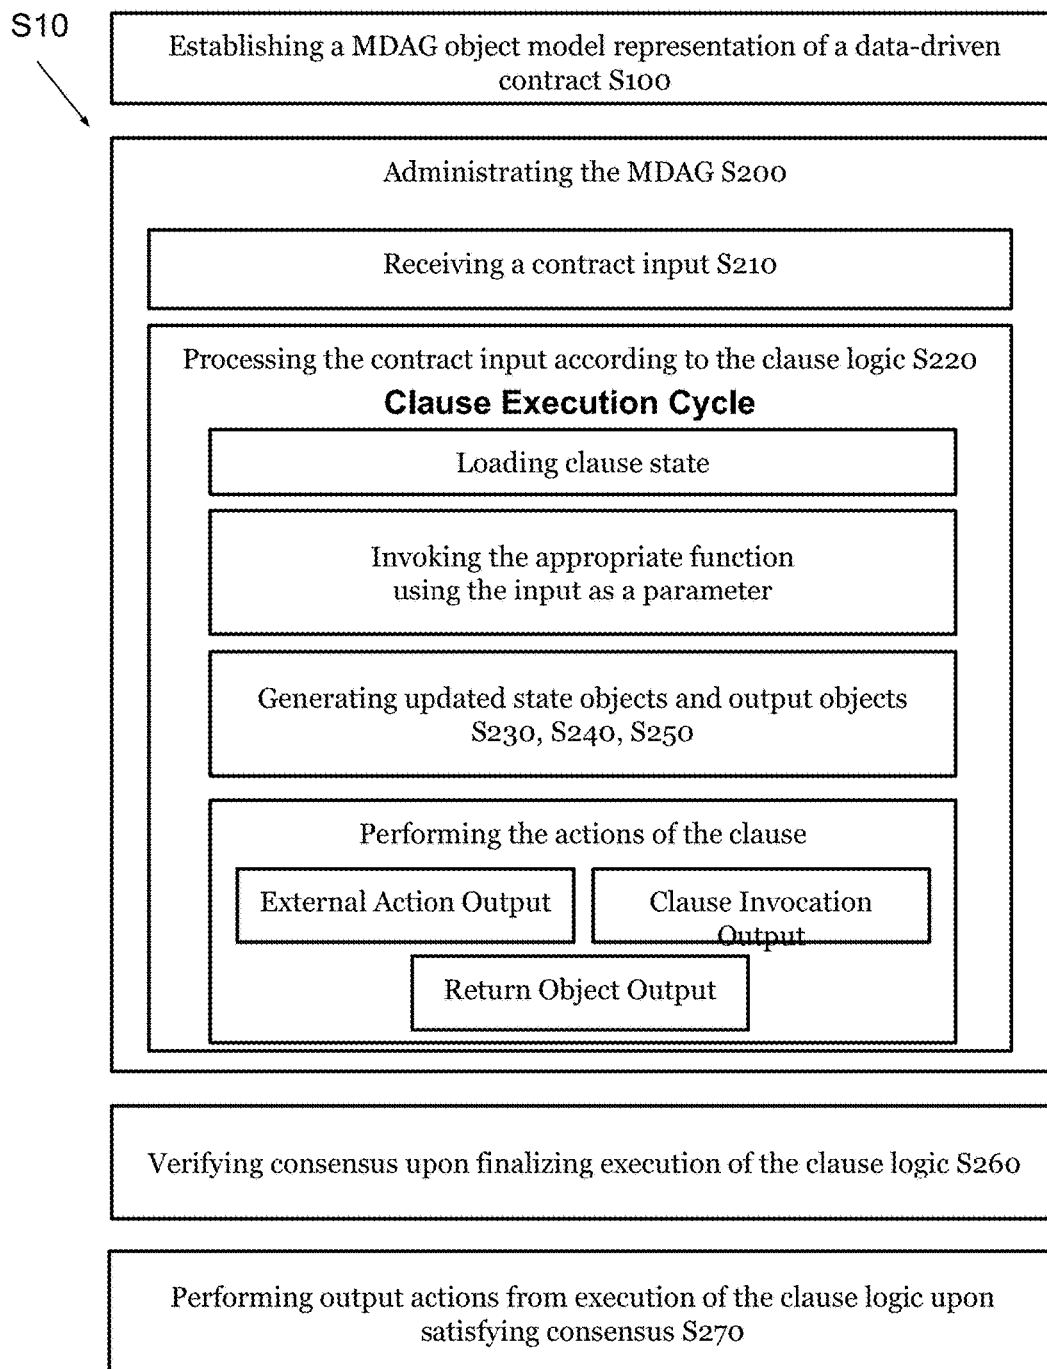 S10
Establishing a MDAG object model representation of a data-driven
contract S100
Administrating the MDAG S200
Receiving a contract input S210
Processing the contract input according to the clause logic S220
Clause Execution Cycle
Loading clause state
Invoking the appropriate function
using the input as a parameter
Generating updated state objects and output objects
S230, S240, S250
Performing the actions of the clause
External Action Output
Clause Invocation
Output
Return Object Output
Verifying consensus upon finalizing execution of the clause logic S260
Performing output actions from execution of the clause logic upon
satisfying consensus S270